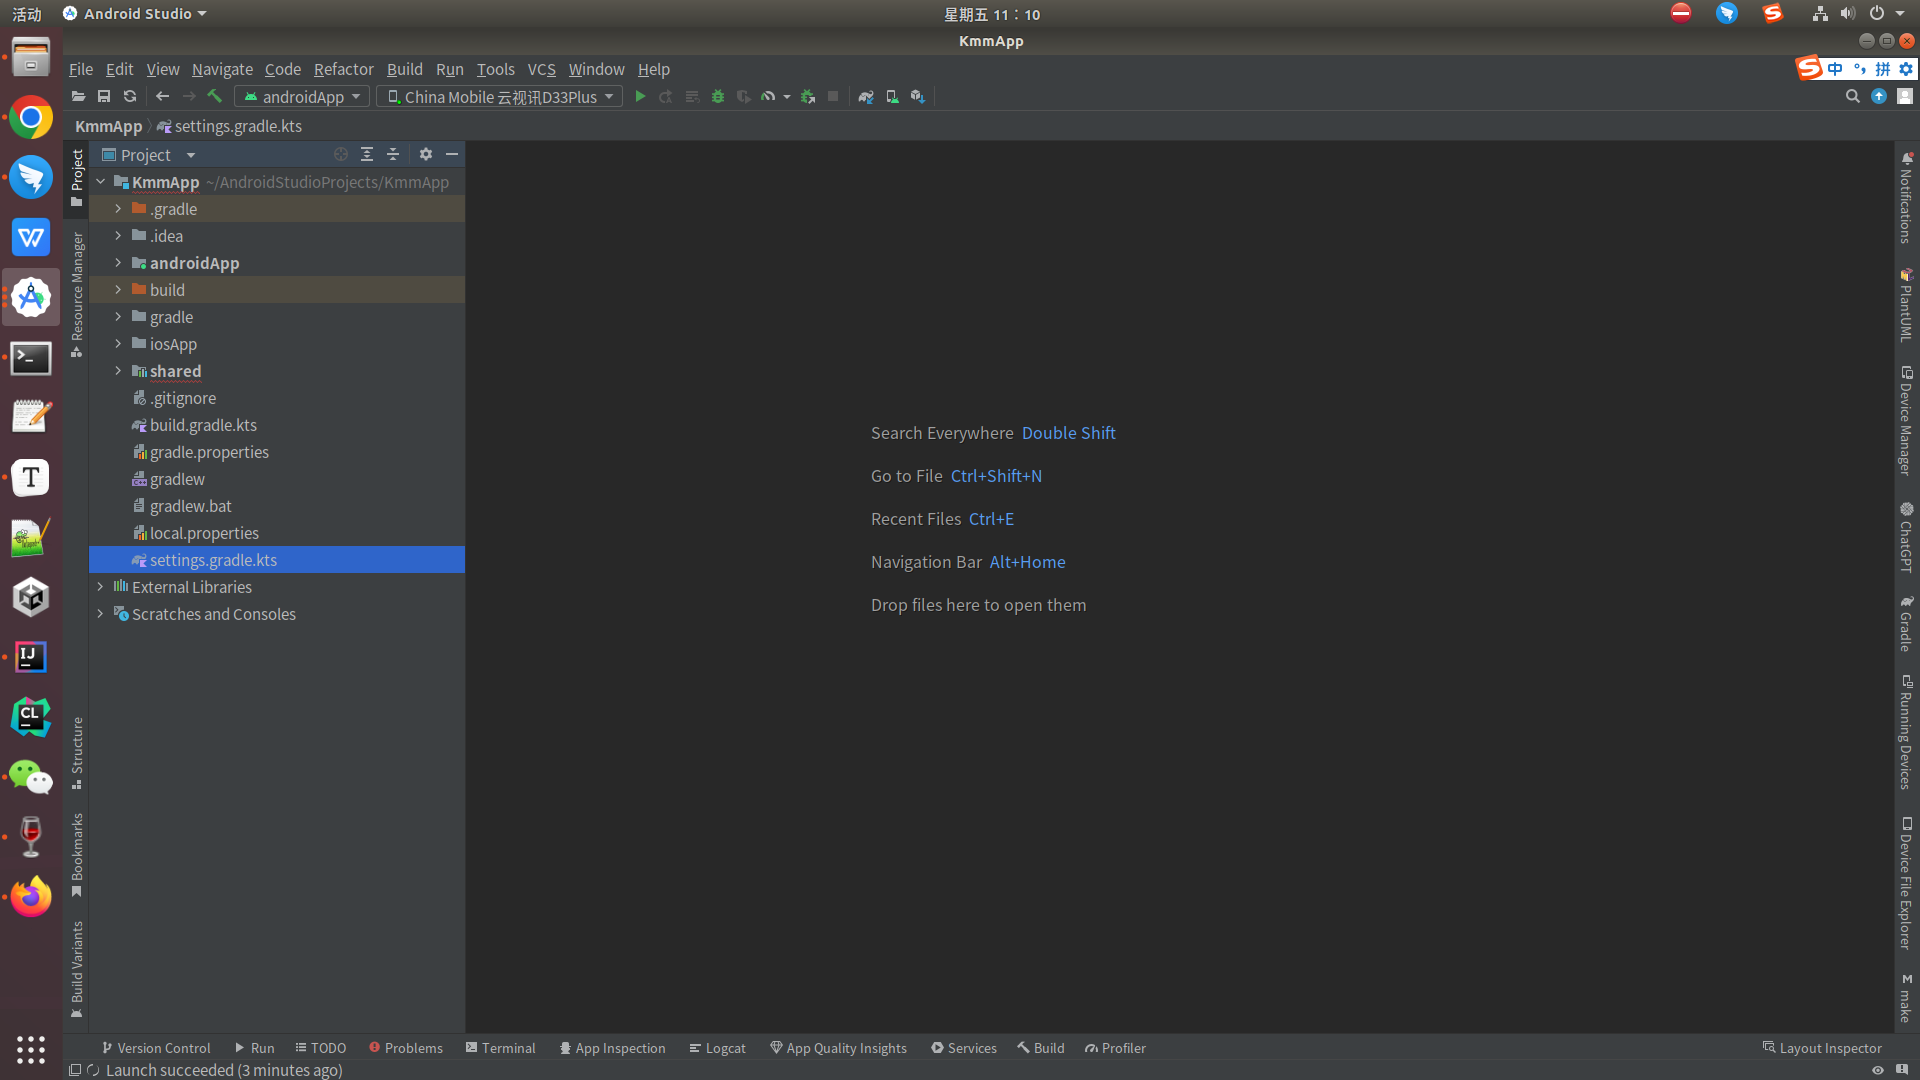 活动 Android Studio 星期五 11：10
KmmApp
File Edit View Navigate Code Refactor Build Run Tools VCS Window Help
中 拼
androidApp China Mobile 云视讯D33Plus
KmmApp settings.gradle.kts
Project
KmmApp ~/AndroidStudioProjects/KmmApp
.gradle
.idea
androidApp
build
gradle
iosApp
shared
.gitignore
build.gradle.kts
gradle.properties
gradlew
gradlew.bat
local.properties
settings.gradle.kts
External Libraries
Scratches and Consoles
Project
Resource Manager
Structure
Bookmarks
Build Variants
Search Everywhere Double Shift
Go to File Ctrl+Shift+N
Recent Files Ctrl+E
Navigation Bar Alt+Home
Drop files here to open them
Notifications
PlantUML
Device Manager
ChatGPT
Gradle
Running Devices
Device File Explorer
M make
Version Control Run TODO Problems Terminal App Inspection Logcat App Quality Insights Services Build Profiler Layout Inspector
Launch succeeded (3 minutes ago)